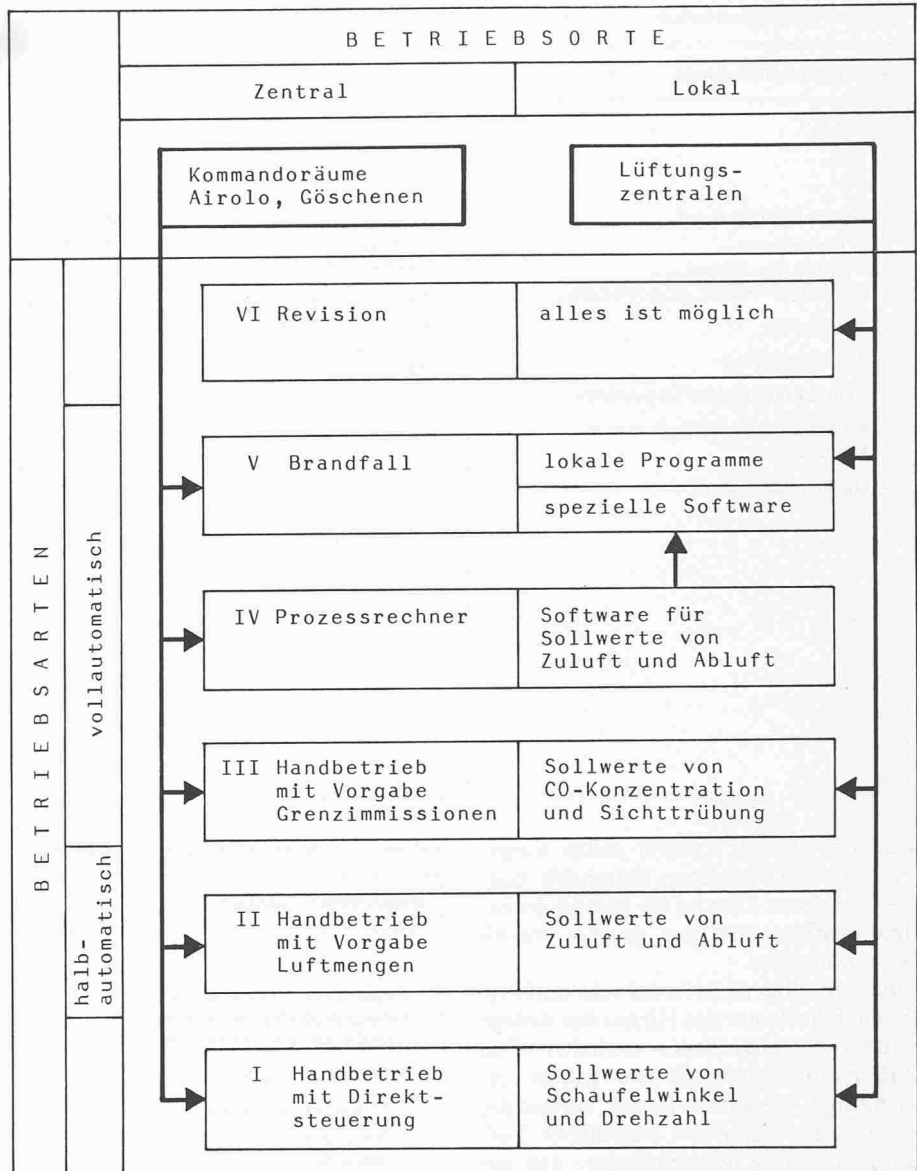 BETRIEBSORTE
Zentral
Lokal
Kommandoräume
Airolo, Göschenen
Lüftungs-
zentralen
BETRIEBSARTEN
vollautomatisch
halb-
automatisch
VI Revision
alles ist möglich
V Brandfall
lokale Programme
spezielle Software
IV Prozessrechner
Software für
Sollwerte von
Zuluft und Abluft
III Handbetrieb
mit Vorgabe
Grenzimmissionen
Sollwerte von
CO-Konzentration
und Sichttrübung
II Handbetrieb
mit Vorgabe
Luftmengen
Sollwerte von
Zuluft und Abluft
I Handbetrieb
mit Direkt-
steuerung
Sollwerte von
Schaufelwinkel
und Drehzahl